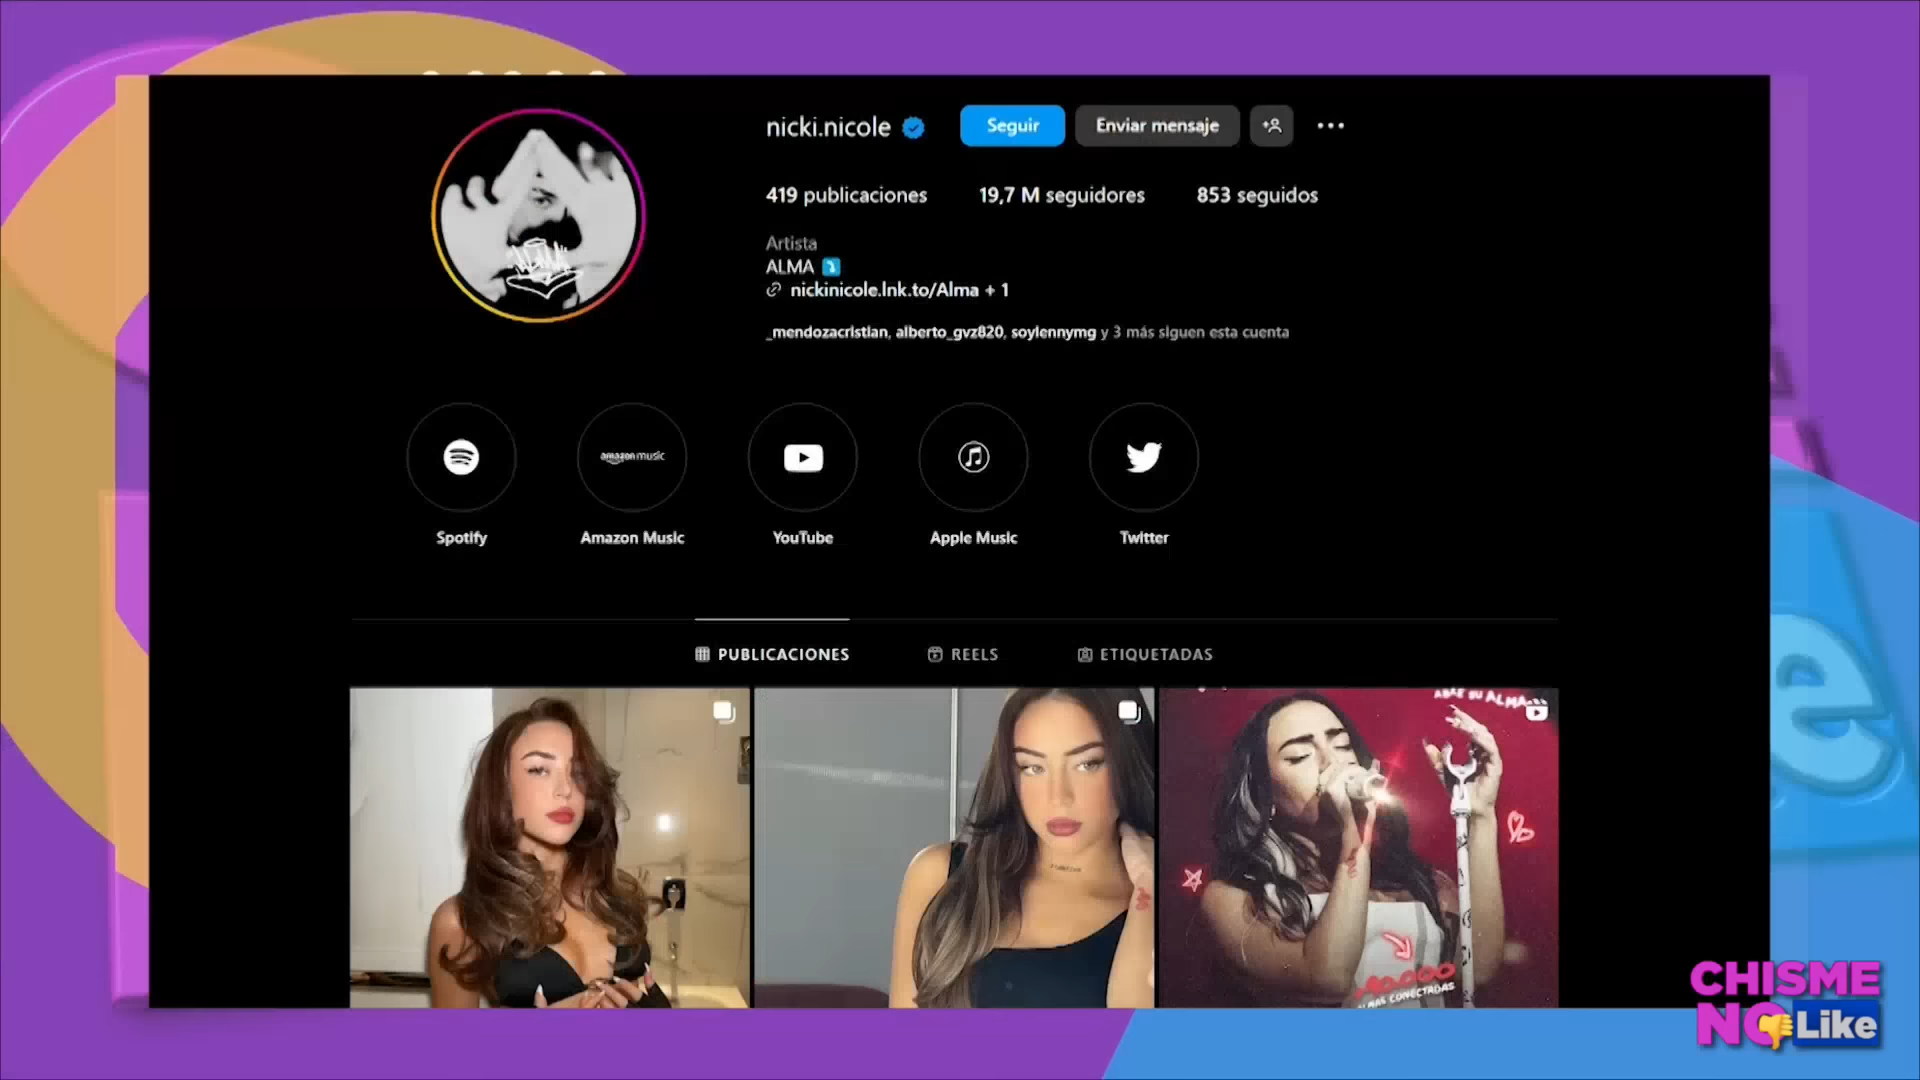 nicki.nicole
Seguir
Enviar mensaje
419 publicaciones
19,7 M seguidores
853 seguidos
Artista
ALMA
nickinicole.lnk.to/Alma + 1
_mendozacristian, alberto_gvz820, soylennymg y 3 más siguen esta cuenta
amazon music
Spotify
Amazon Music
YouTube
Apple Music
Twitter
PUBLICACIONES
REELS
ETIQUETADAS
ALMAS CONECTADAS
CHISME
NO Like